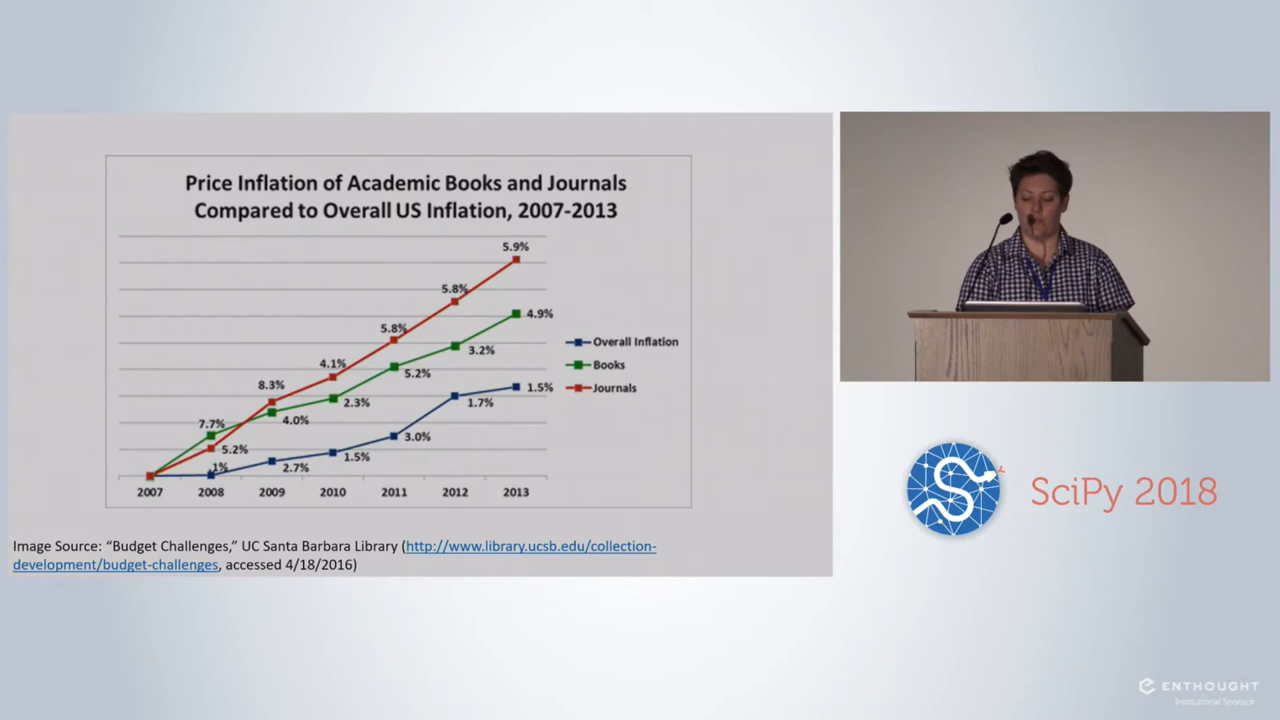 Price Inflation of Academic Books and Journals
Compared to Overall US Inflation, 2007-2013
5.9%
5.8%
4.9%
5.8%
Overall Inflation
4.1%
3.2%
Books
8.3%
5.2%
Journals
1.5%
2.3%
1.7%
7.7%
4.0%
3.0%
5.2%
1.5%
.1%
2.7%
2007 2008 2009 2010 2011 2012 2013
Image Source: “Budget Challenges,” UC Santa Barbara Library (http://www.library.ucsb.edu/collection-
development/budget-challenges, accessed 4/18/2016)
SciPy 2018
ENTHOUGHT
Institutional Sponsor